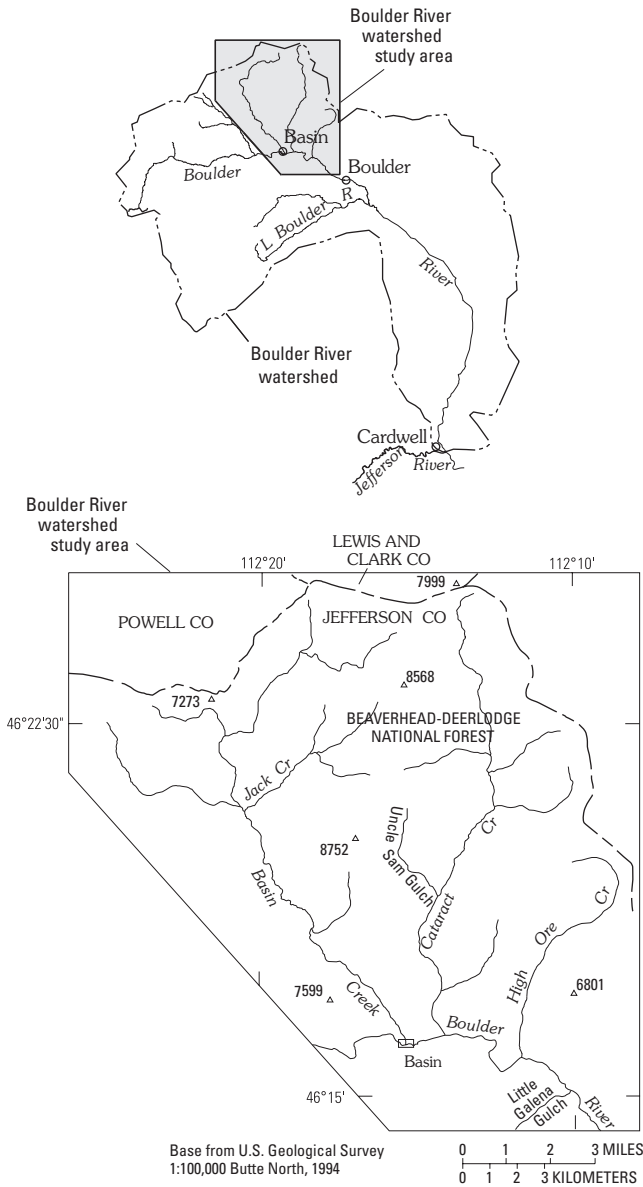 Boulder River
watershed
study area
Basin
Boulder
Boulder
R
L Boulder
River
Boulder River
watershed
Cardwell
Jefferson
River
Boulder River
watershed
study area
LEWIS AND
CLARK CO
112°20'
112°10'
7999
POWELL CO
JEFFERSON CO
8568
7273
46°22'30"
BEAVERHEAD-DEERLODGE
NATIONAL FOREST
Jack Cr
Uncle
Sam Gulch
Cataract
Cr
8752
Basin
Creek
High
Ore
Cr
7599
6801
Boulder
Basin
46°15'
Little
Galena
Gulch
River
Base from U.S. Geological Survey
1:100,000 Butte North, 1994
0 1 2 3 MILES
0 1 2 3 KILOMETERS